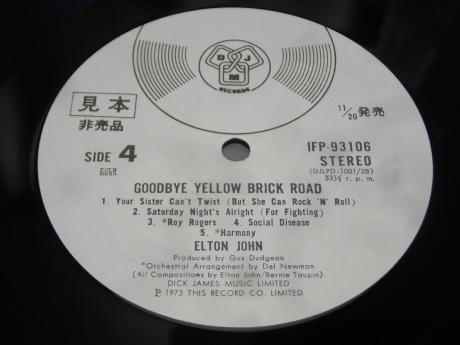 DJM
RECORDS
見本
非売品
11/20発売
SIDE 4
IFP-93106
STEREO
(DJLPD-1001/2B)
33⅓ r. p. m.
GOODBYE YELLOW BRICK ROAD
1. Your Sister Can't Twist (But She Can Rock 'N' Roll)
2. Saturday Night's Alright (For Fighting)
3. *Roy Rogers 4. Social Disease
5. *Harmony
ELTON JOHN
Produced by Gus Dudgeon
*Orchestral Arrangement by Del Newman
(All Compositions by Elton John/Bernie Taupin)
DICK JAMES MUSIC LIMITED
Ⓟ 1973 THIS RECORD CO. LIMITED